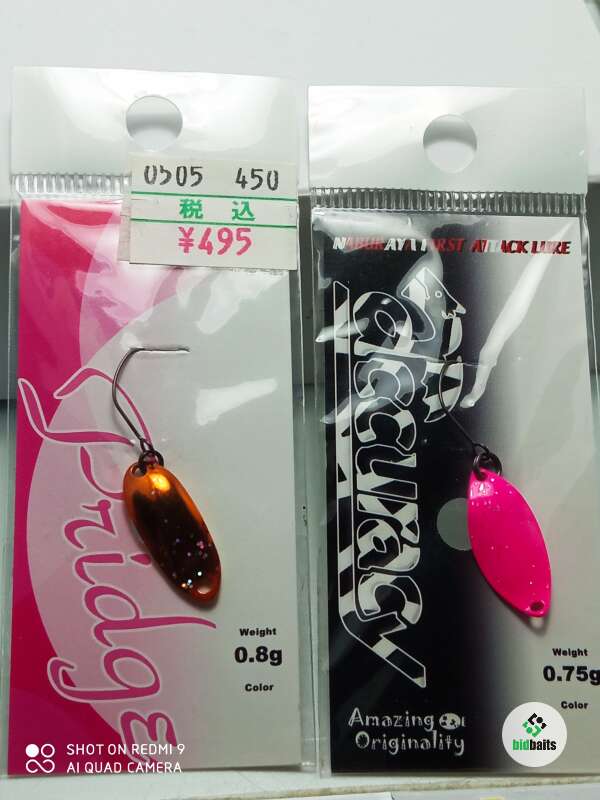 0505 450
税込
¥495
Pridge
Weight
0.8g
Color
NABURAYA FIRST ATTACK LURE
accuracy
Weight
0.75g
Color
Amazing
Originality
SHOT ON REDMI 9
AI QUAD CAMERA
bidbaits